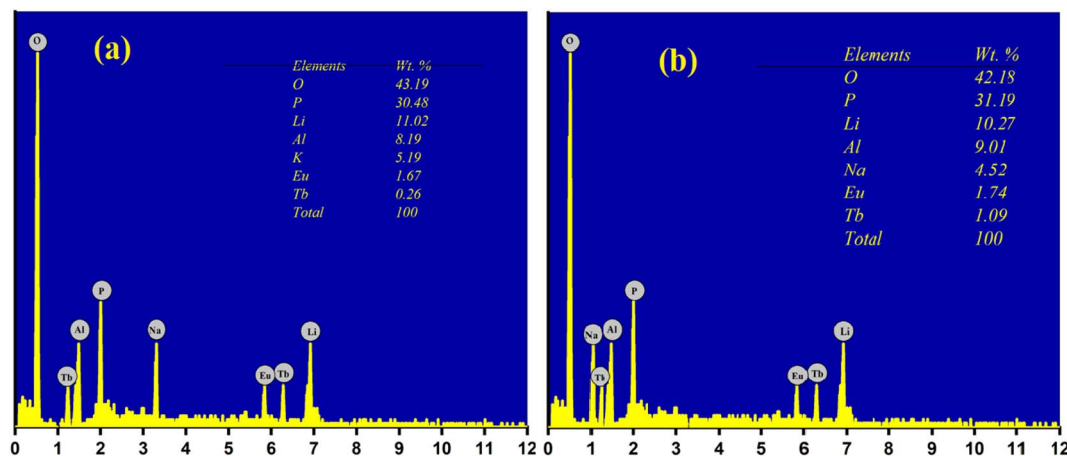 (a)
O
Elements Wt. %
O 43.19
P 30.48
Li 11.02
Al 8.19
K 5.19
Eu 1.67
Tb 0.26
Total 100
P
Al
Na
Li
Tb
Eu
Tb
0 1 2 3 4 5 6 7 8 9 10 11 12
(b)
O
Elements Wt. %
O 42.18
P 31.19
Li 10.27
Al 9.01
Na 4.52
Eu 1.74
Tb 1.09
Total 100
P
Na
Al
Li
Tb
Eu
Tb
0 1 2 3 4 5 6 7 8 9 10 11 12